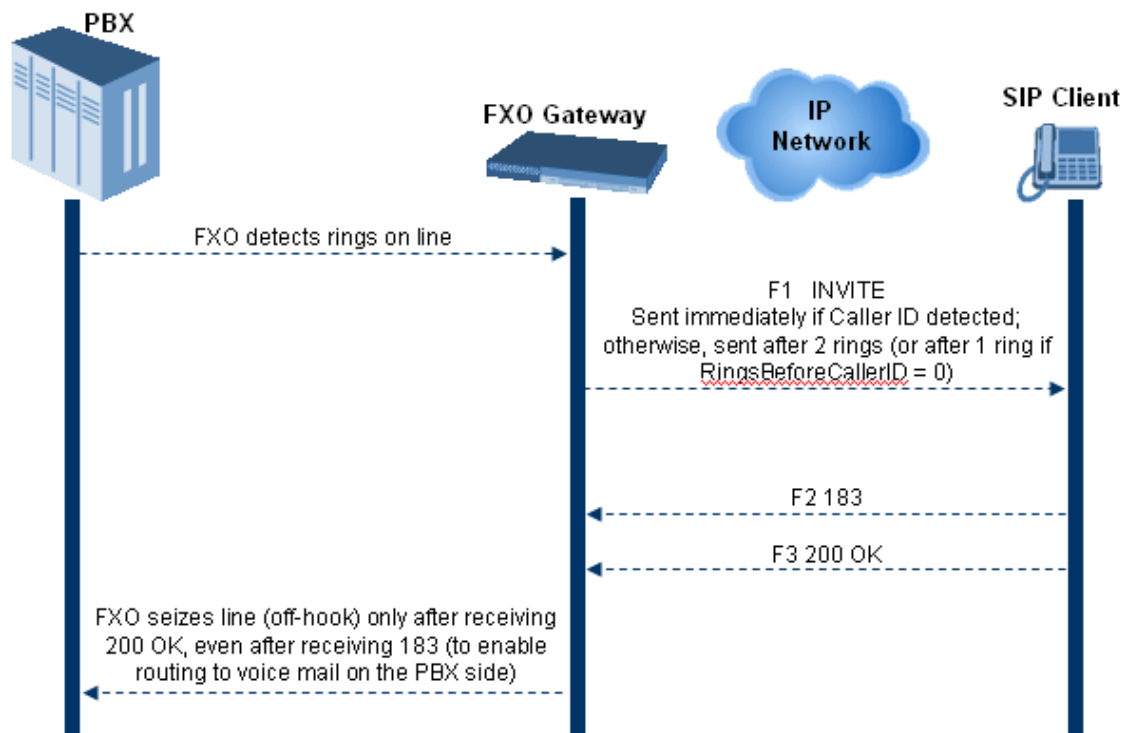 PBX
FXO Gateway
IP
Network
SIP Client
FXO detects rings on line
F1 INVITE
Sent immediately if Caller ID detected;
otherwise, sent after 2 rings (or after 1 ring if
RingsBeforeCallerID = 0)
F2 183
F3 200 OK
FXO seizes line (off-hook) only after receiving
200 OK, even after receiving 183 (to enable
routing to voice mail on the PBX side)